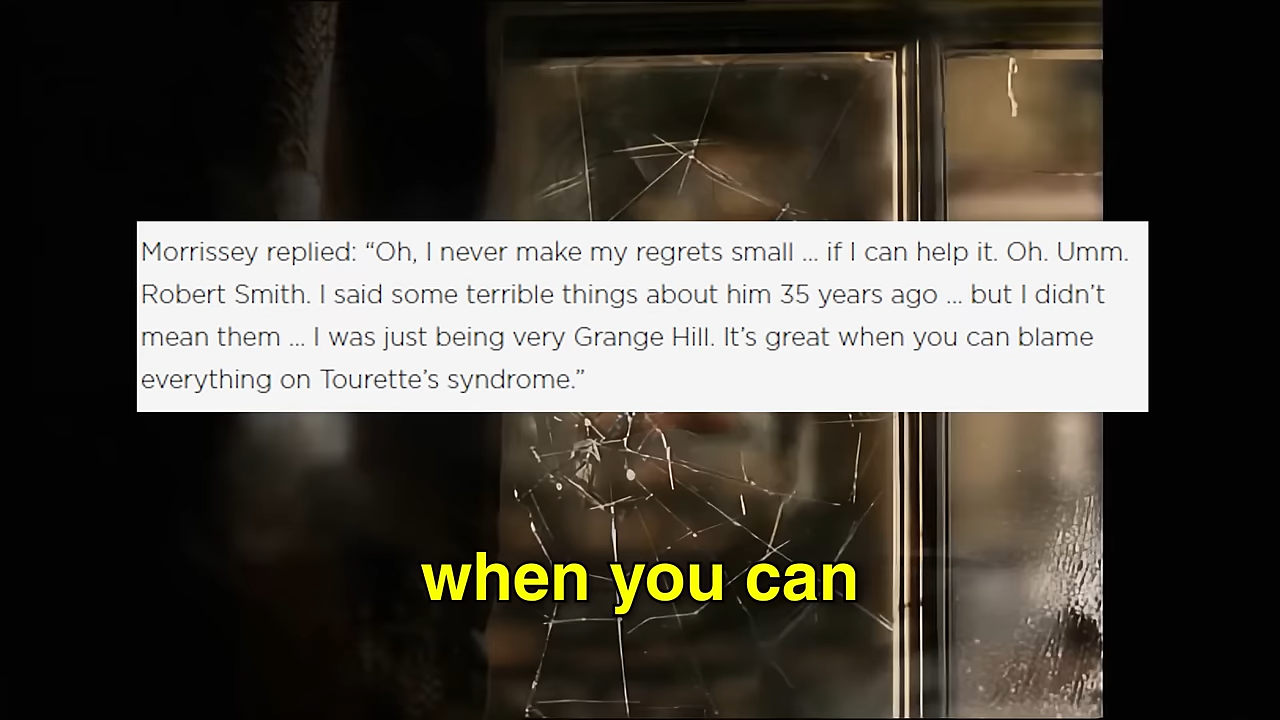 Morrissey replied: “Oh, I never make my regrets small ... if I can help it. Oh. Umm.
Robert Smith. I said some terrible things about him 35 years ago ... but I didn’t
mean them ... I was just being very Grange Hill. It’s great when you can blame
everything on Tourette’s syndrome.”
when you can